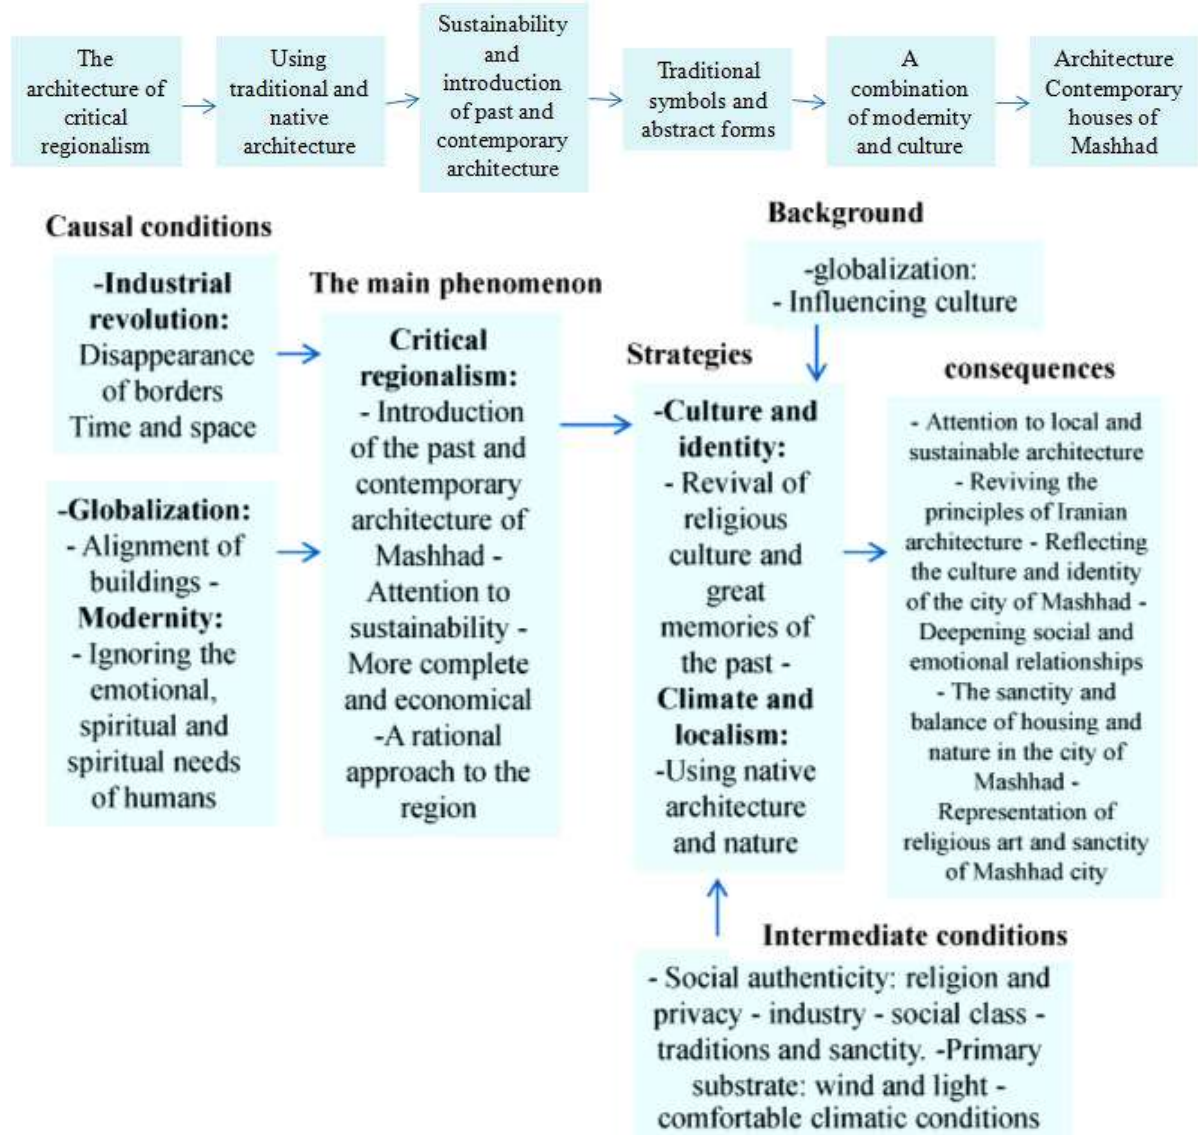 The
architecture of
critical
regionalism
Using
traditional and
native
architecture
Sustainability
and
introduction
of past and
contemporary
architecture
Traditional
symbols and
abstract forms
A
combination
of modernity
and culture
Architecture
Contemporary
houses of
Mashhad
Causal conditions
-Industrial
revolution:
Disappearance
of borders
Time and space
-Globalization:
- Alignment of
buildings -
Modernity:
- Ignoring the
emotional,
spiritual and
spiritual needs
of humans
The main phenomenon
Critical
regionalism:
- Introduction
of the past and
contemporary
architecture of
Mashhad -
Attention to
sustainability -
More complete
and economical
-A rational
approach to the
region
Background
-globalization:
- Influencing culture
Strategies
-Culture and
identity:
- Revival of
religious
culture and
great
memories of
the past -
Climate and
localism:
-Using native
architecture
and nature
consequences
- Attention to local and
sustainable architecture
- Reviving the
principles of Iranian
architecture - Reflecting
the culture and identity
of the city of Mashhad -
Deepening social and
emotional relationships
- The sanctity and
balance of housing and
nature in the city of
Mashhad -
Representation of
religious art and sanctity
of Mashhad city
Intermediate conditions
- Social authenticity: religion and
privacy - industry - social class -
traditions and sanctity. -Primary
substrate: wind and light -
comfortable climatic conditions